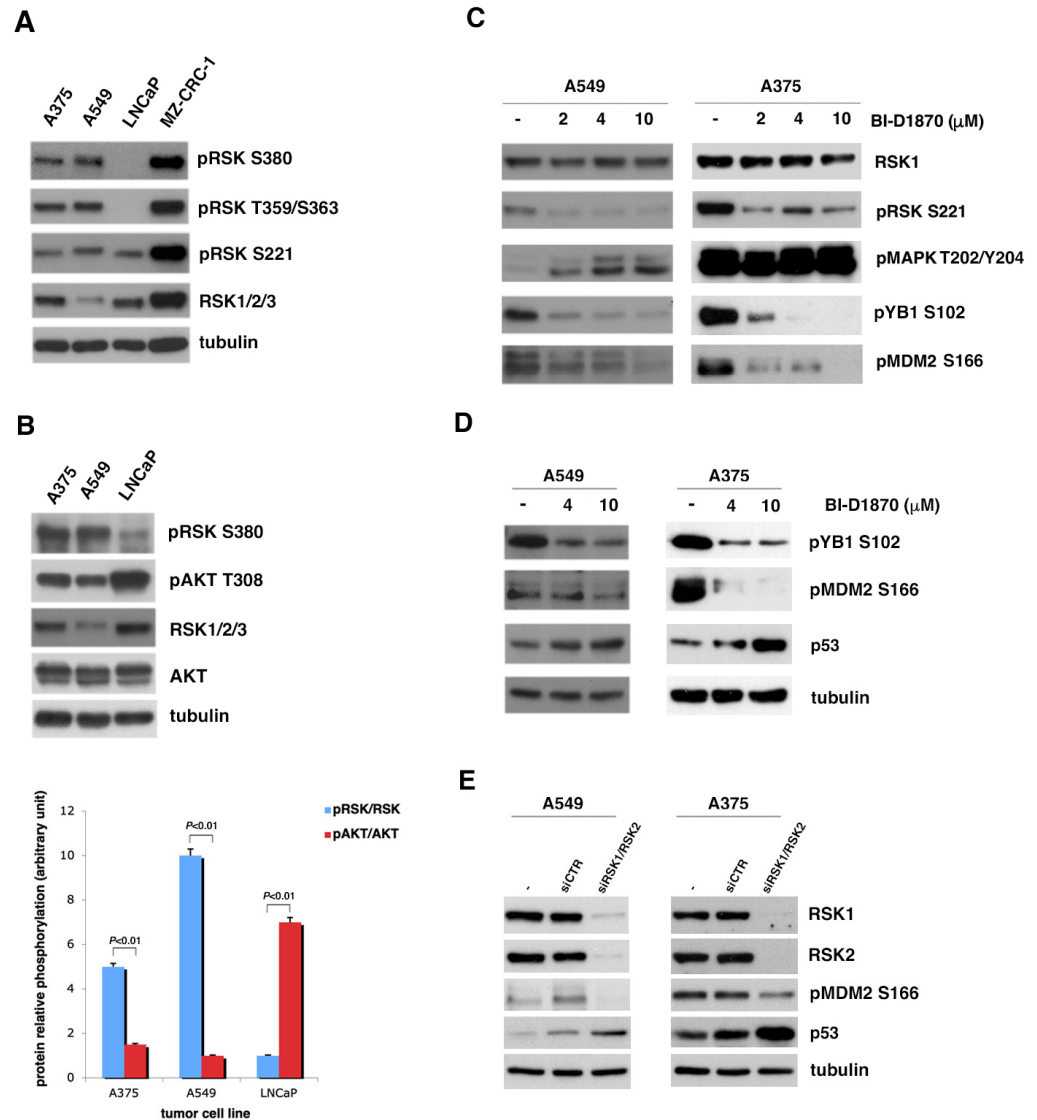 A
A375 A549 LNCaP MZ-CRC-1
pRSK S380
pRSK T359/S363
pRSK S221
RSK1/2/3
tubulin
B
A375 A549 LNCaP
pRSK S380
pAKT T308
RSK1/2/3
AKT
tubulin
protein relative phosphorylation (arbitrary unit)
12
10
8
6
4
2
0
P<0.01
P<0.01
P<0.01
pRSK/RSK
pAKT/AKT
A375 A549 LNCaP
tumor cell line
C
A549 A375
- 2 4 10 - 2 4 10 BI-D1870 (μM)
RSK1
pRSK S221
pMAPK T202/Y204
pYB1 S102
pMDM2 S166
D
A549 A375
- 4 10 - 4 10 BI-D1870 (μM)
pYB1 S102
pMDM2 S166
p53
tubulin
E
A549 A375
- siCTR siRSK1/RSK2 - siCTR siRSK1/RSK2
RSK1
RSK2
pMDM2 S166
p53
tubulin